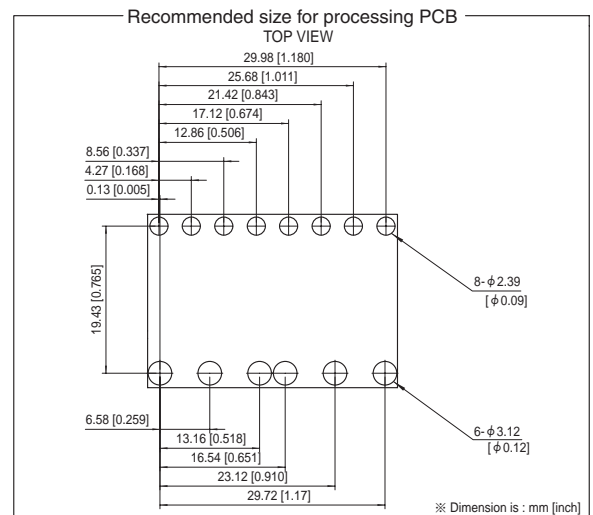 Recommended size for processing PCB
TOP VIEW
29.98 [1.180]
25.68 [1.011]
21.42 [0.843]
17.12 [0.674]
12.86 [0.506]
8.56 [0.337]
4.27 [0.168]
0.13 [0.005]
19.43 [0.765]
8-ϕ2.39
[ϕ0.09]
6.58 [0.259]
13.16 [0.518]
16.54 [0.651]
23.12 [0.910]
29.72 [1.17]
6-ϕ3.12
[ϕ0.12]
※ Dimension is : mm [inch]